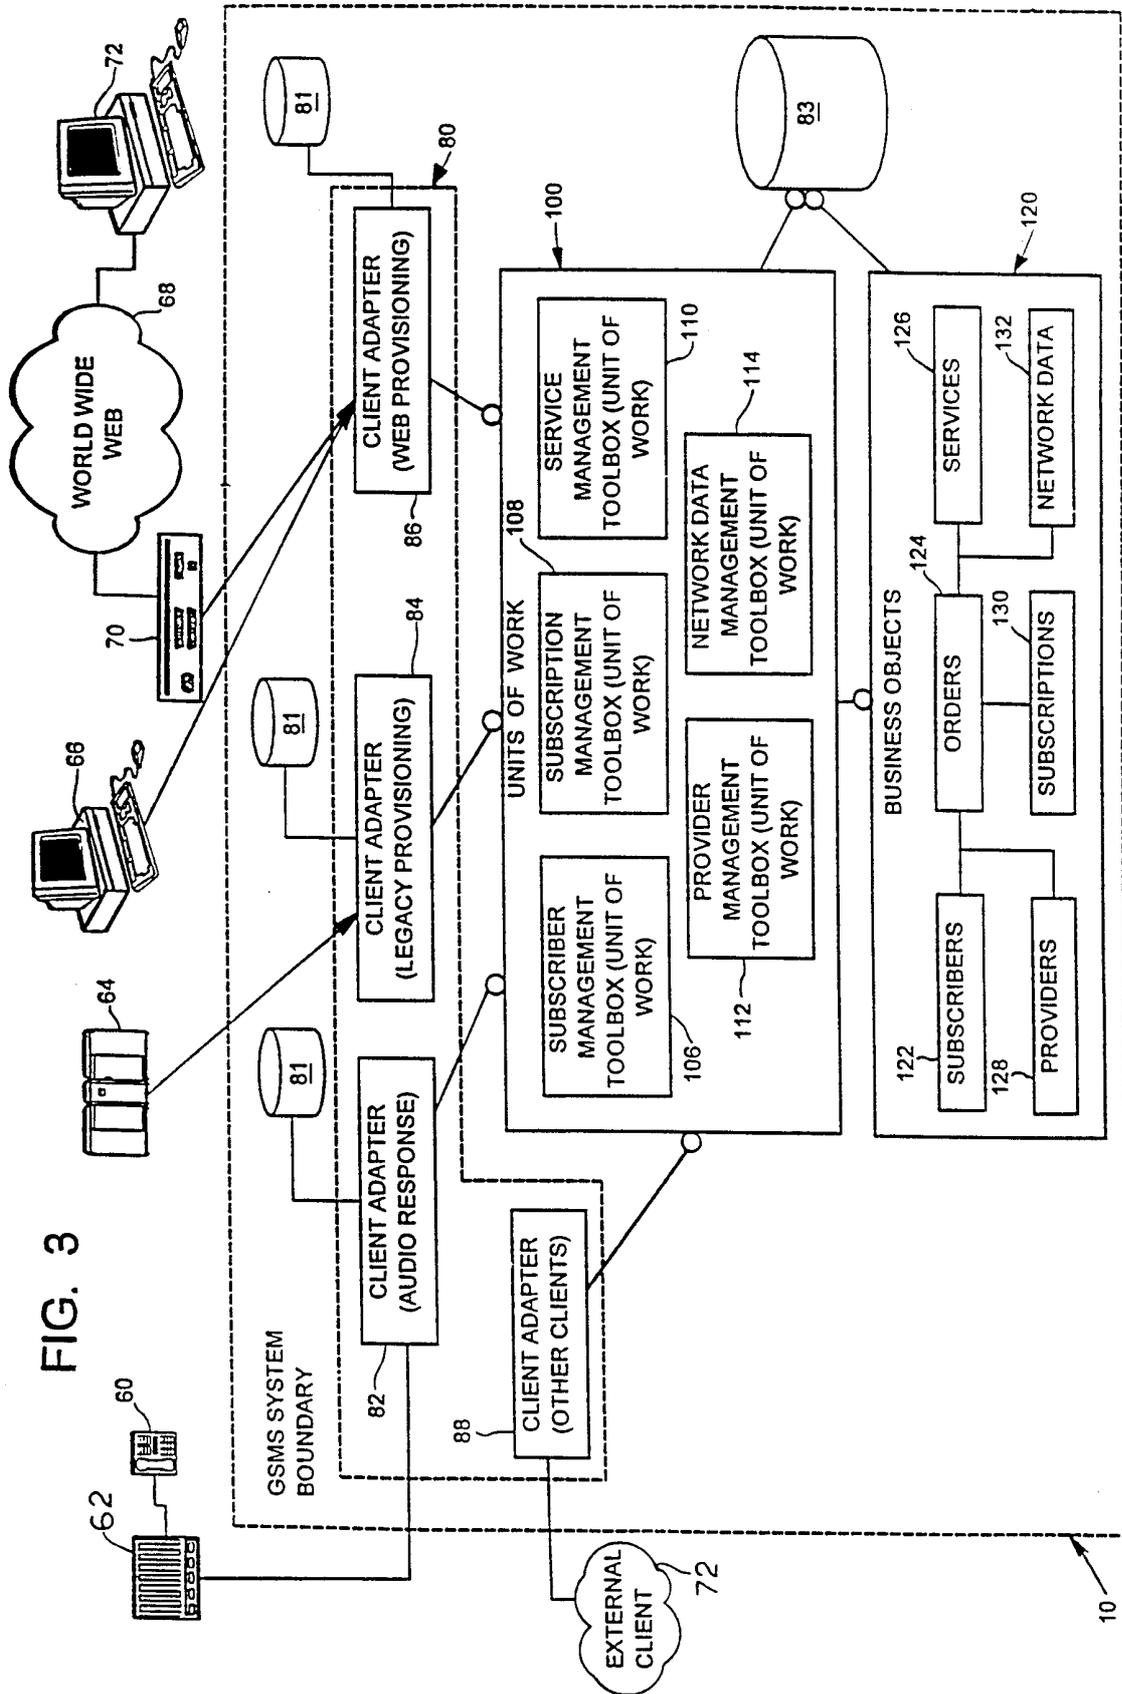 FIG. 3
62
60
64
66
70
WORLD WIDE
WEB
68
72
GSMS SYSTEM
BOUNDARY
81
81
81
80
CLIENT ADAPTER
(AUDIO RESPONSE)
82
CLIENT ADAPTER
(LEGACY PROVISIONING)
84
CLIENT ADAPTER
(WEB PROVISIONING)
86
CLIENT ADAPTER
(OTHER CLIENTS)
88
EXTERNAL
CLIENT
72
UNITS OF WORK
100
SUBSCRIBER
MANAGEMENT
TOOLBOX (UNIT OF
WORK)
106
SUBSCRIPTION
MANAGEMENT
TOOLBOX (UNIT OF
WORK)
108
SERVICE
MANAGEMENT
TOOLBOX (UNIT OF
WORK)
110
PROVIDER
MANAGEMENT
TOOLBOX (UNIT OF
WORK)
112
NETWORK DATA
MANAGEMENT
TOOLBOX (UNIT OF
WORK)
114
83
BUSINESS OBJECTS
120
122
SUBSCRIBERS
124
ORDERS
126
SERVICES
128
PROVIDERS
130
SUBSCRIPTIONS
132
NETWORK DATA
10